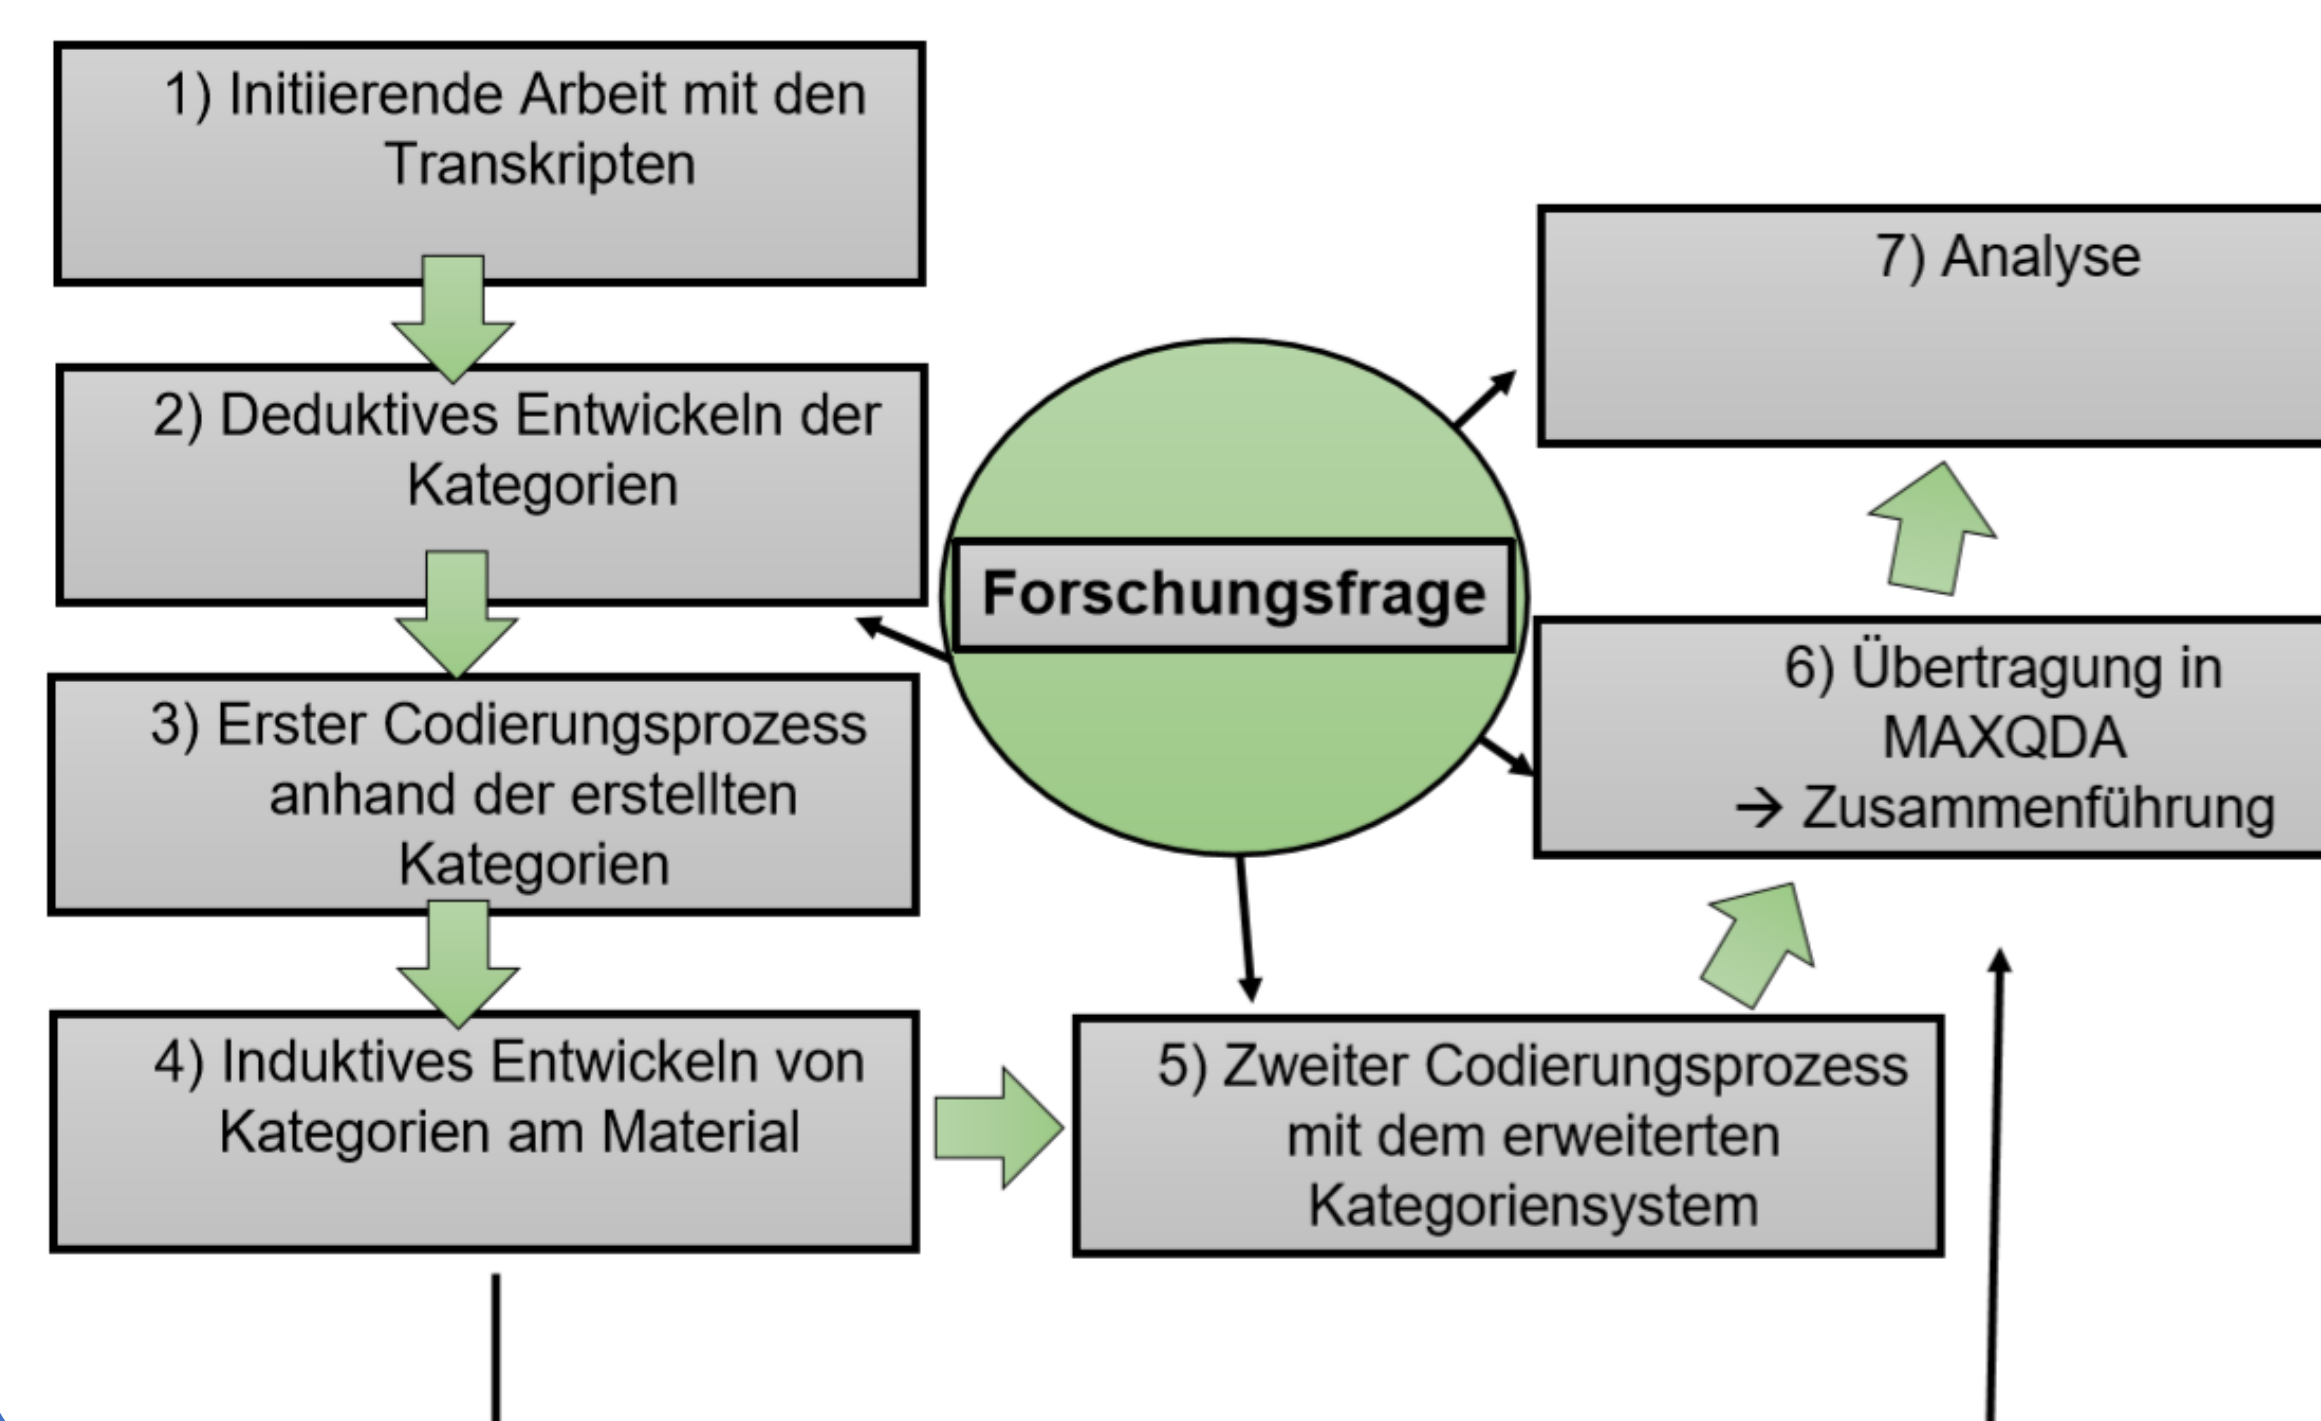 1) Initiierende Arbeit mit den
Transkripten
2) Deduktives Entwickeln der
Kategorien
3) Erster Codierungsprozess
anhand der erstellten
Kategorien
4) Induktives Entwickeln von
Kategorien am Material
Forschungsfrage
5) Zweiter Codierungsprozess
mit dem erweiterten
Kategoriensystem
6) Übertragung in
MAXQDA
→ Zusammenführung
7) Analyse